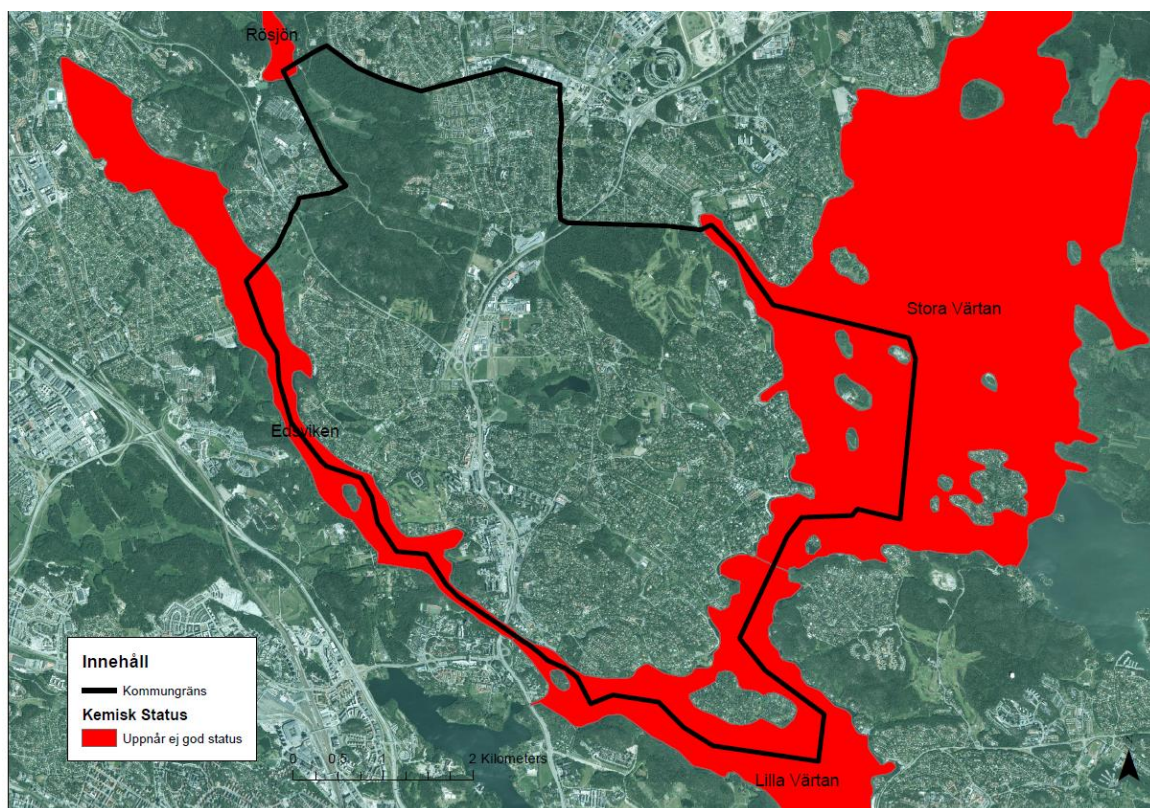 Rösjön
Stora Värtan
Edsviken
Innehåll
Kommungräns
Kemisk Status
Uppnår ej god status
0 0,5 1 2 Kilometers
Lilla Värtan